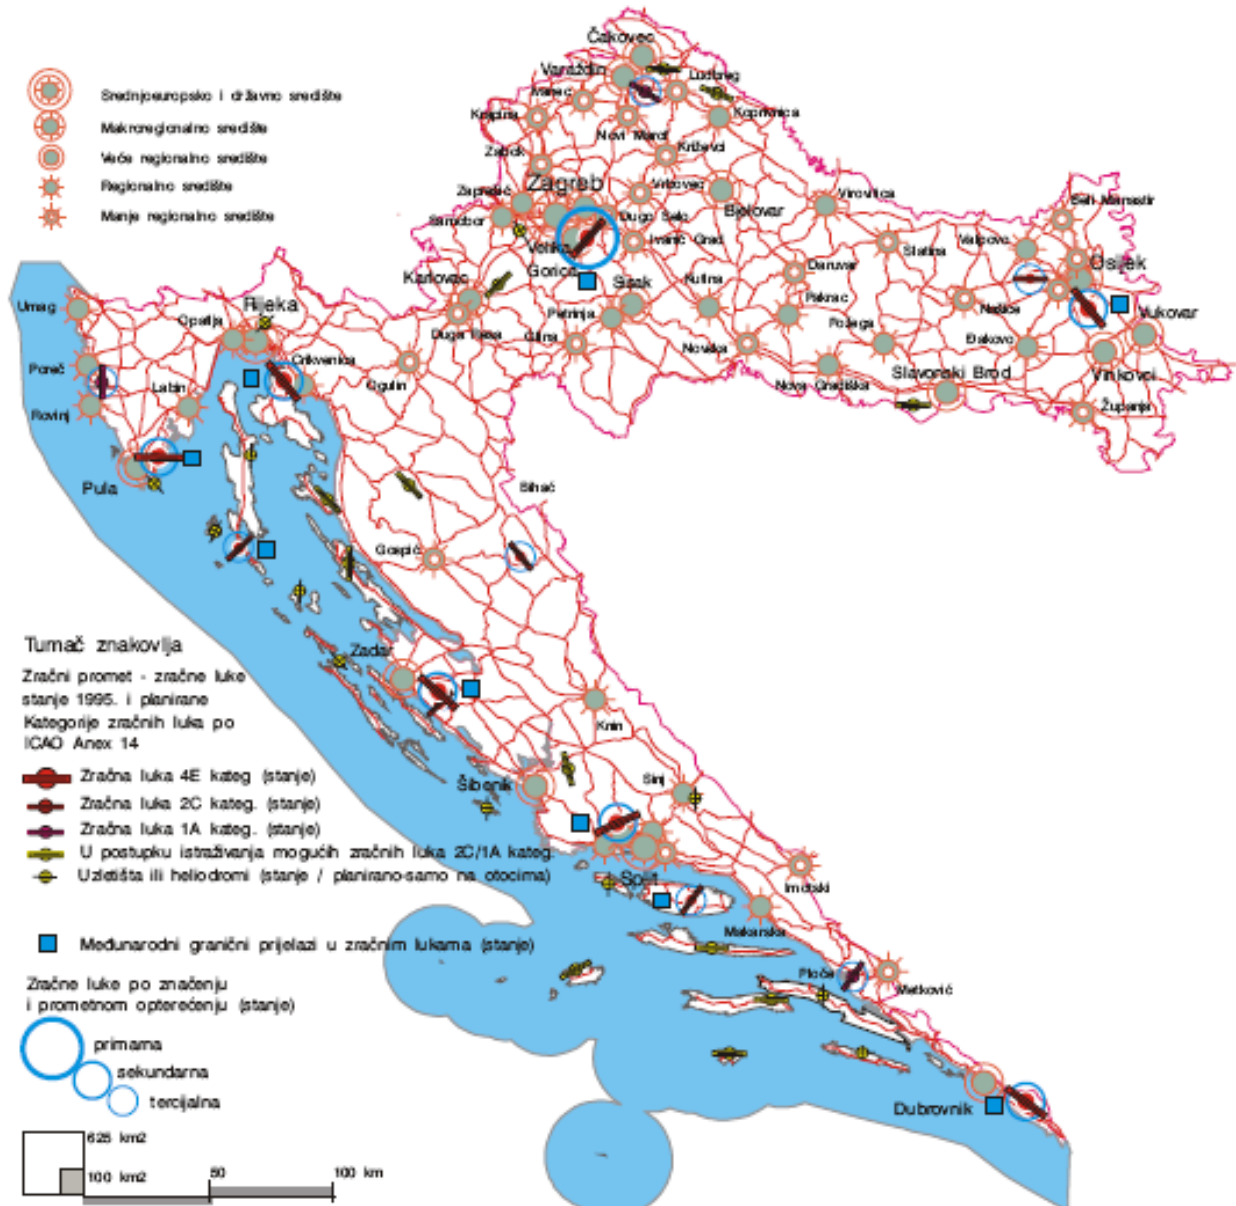 Srednjoeuropsko i državno središte
Makroregionalno središte
Veće regionalno središte
Regionalno središte
Manje regionalno središte
Čakovec
Varaždin
Ludbreg
Ivanec
Krapina
Novi Marof
Koprivnica
Križevci
Zabok
Zagreb
Vrbovec
Zaprešić
Samobor
Dugo Selo
Bjelovar
Virovitica
Beli Manastir
Velika
Gorica
Ivanić Grad
Slatina
Valpovo
Osijek
Karlovac
Sisak
Kutina
Daruvar
Našice
Vukovar
Umag
Rijeka
Opatija
Duga Resa
Petrinja
Glina
Pakrac
Požega
Đakovo
Novska
Vinkovci
Crikvenica
Ogulin
Nova Gradiška
Slavonski Brod
Poreč
Labin
Rovinj
Županja
Pula
Bihać
Gospić
Tumač znakovlja
Zadar
Zračni promet - zračne luke
stanje 1995. i planirane
Kategorije zračnih luka po
ICAO Anex 14
Knin
Zračna luka 4E kateg (stanje)
Šibenik
Sinj
Zračna luka 2C kateg. (stanje)
Zračna luka 1A kateg. (stanje)
U postupku istraživanja mogućih zračnih luka 2C/1A kateg.
Uzletišta ili heliodromi (stanje / planirano-samo na otocima)
Split
Imotski
Makarska
Međunarodni granični prijelazi u zračnim lukama (stanje)
Ploče
Metković
Zračne luke po značenju
i prometnom opterećenju (stanje)
primarna
sekundarna
tercijalna
Dubrovnik
625 km2
100 km2
50
100 km